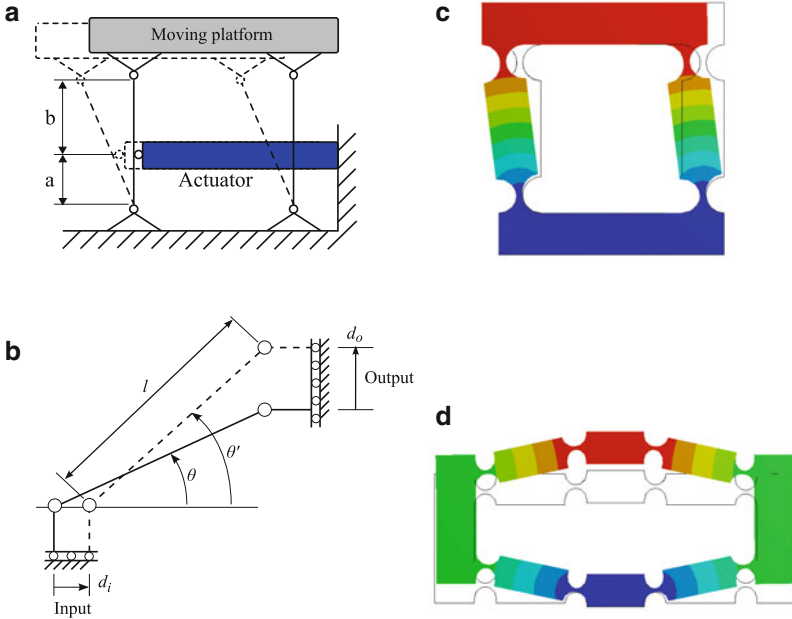 a
Moving platform
b
a
Actuator
b
l
θ
θ'
d_o
Output
d_i
Input
c
d